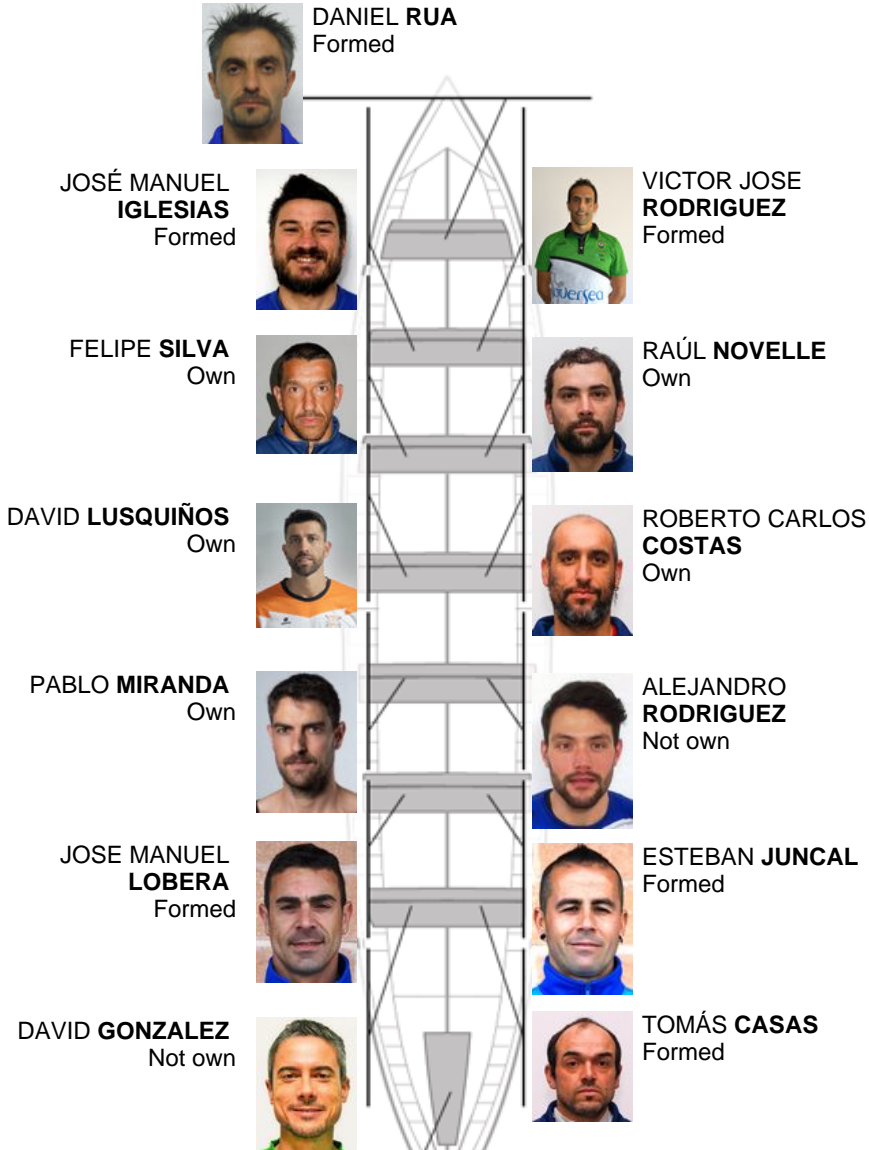 DANIEL RUA
Formed
JOSÉ MANUEL
IGLESIAS
Formed
VICTOR JOSE
RODRIGUEZ
Formed
FELIPE SILVA
Own
RAÚL NOVELLE
Own
DAVID LUSQUIÑOS
Own
ROBERTO CARLOS
COSTAS
Own
PABLO MIRANDA
Own
ALEJANDRO
RODRIGUEZ
Not own
JOSE MANUEL
LOBERA
Formed
ESTEBAN JUNCAL
Formed
DAVID GONZALEZ
Not own
TOMÁS CASAS
Formed